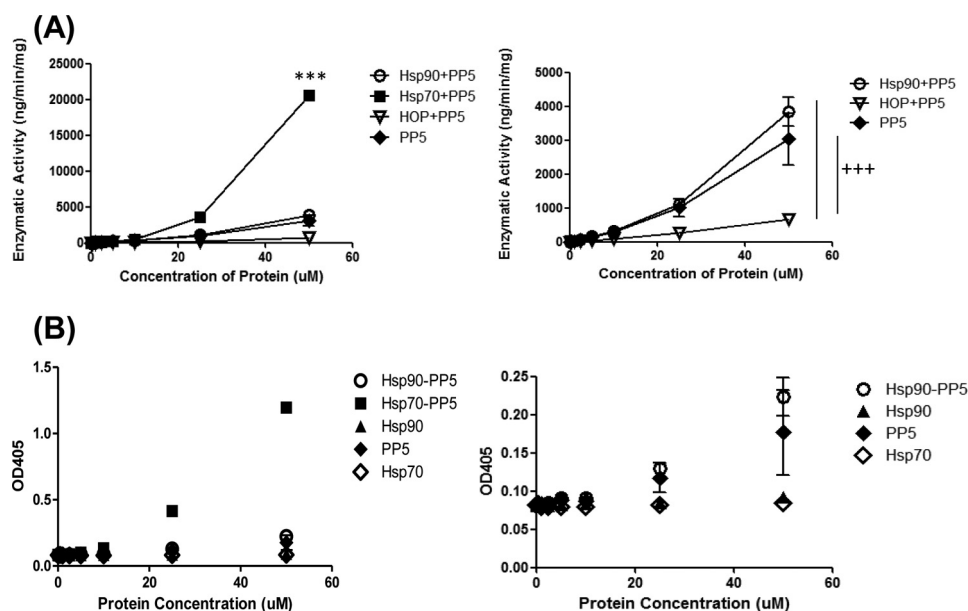 (A)
Enzymatic Activity (ng/min/mg)
25000
20000
15000
10000
5000
0
0
20
40
60
Concentration of Protein (uM)
***
Hsp90+PP5
Hsp70+PP5
HOP+PP5
PP5
Enzymatic Activity (ng/min/mg)
5000
4000
3000
2000
1000
0
0
20
40
60
Concentration of Protein (uM)
Hsp90+PP5
HOP+PP5
PP5
+++
(B)
OD405
1.5
1.0
0.5
0.0
0
20
40
60
Protein Concentration (uM)
Hsp90-PP5
Hsp70-PP5
Hsp90
PP5
Hsp70
OD405
0.25
0.20
0.15
0.10
0.05
0.00
0
20
40
60
Protein Concentration (uM)
Hsp90-PP5
Hsp90
PP5
Hsp70